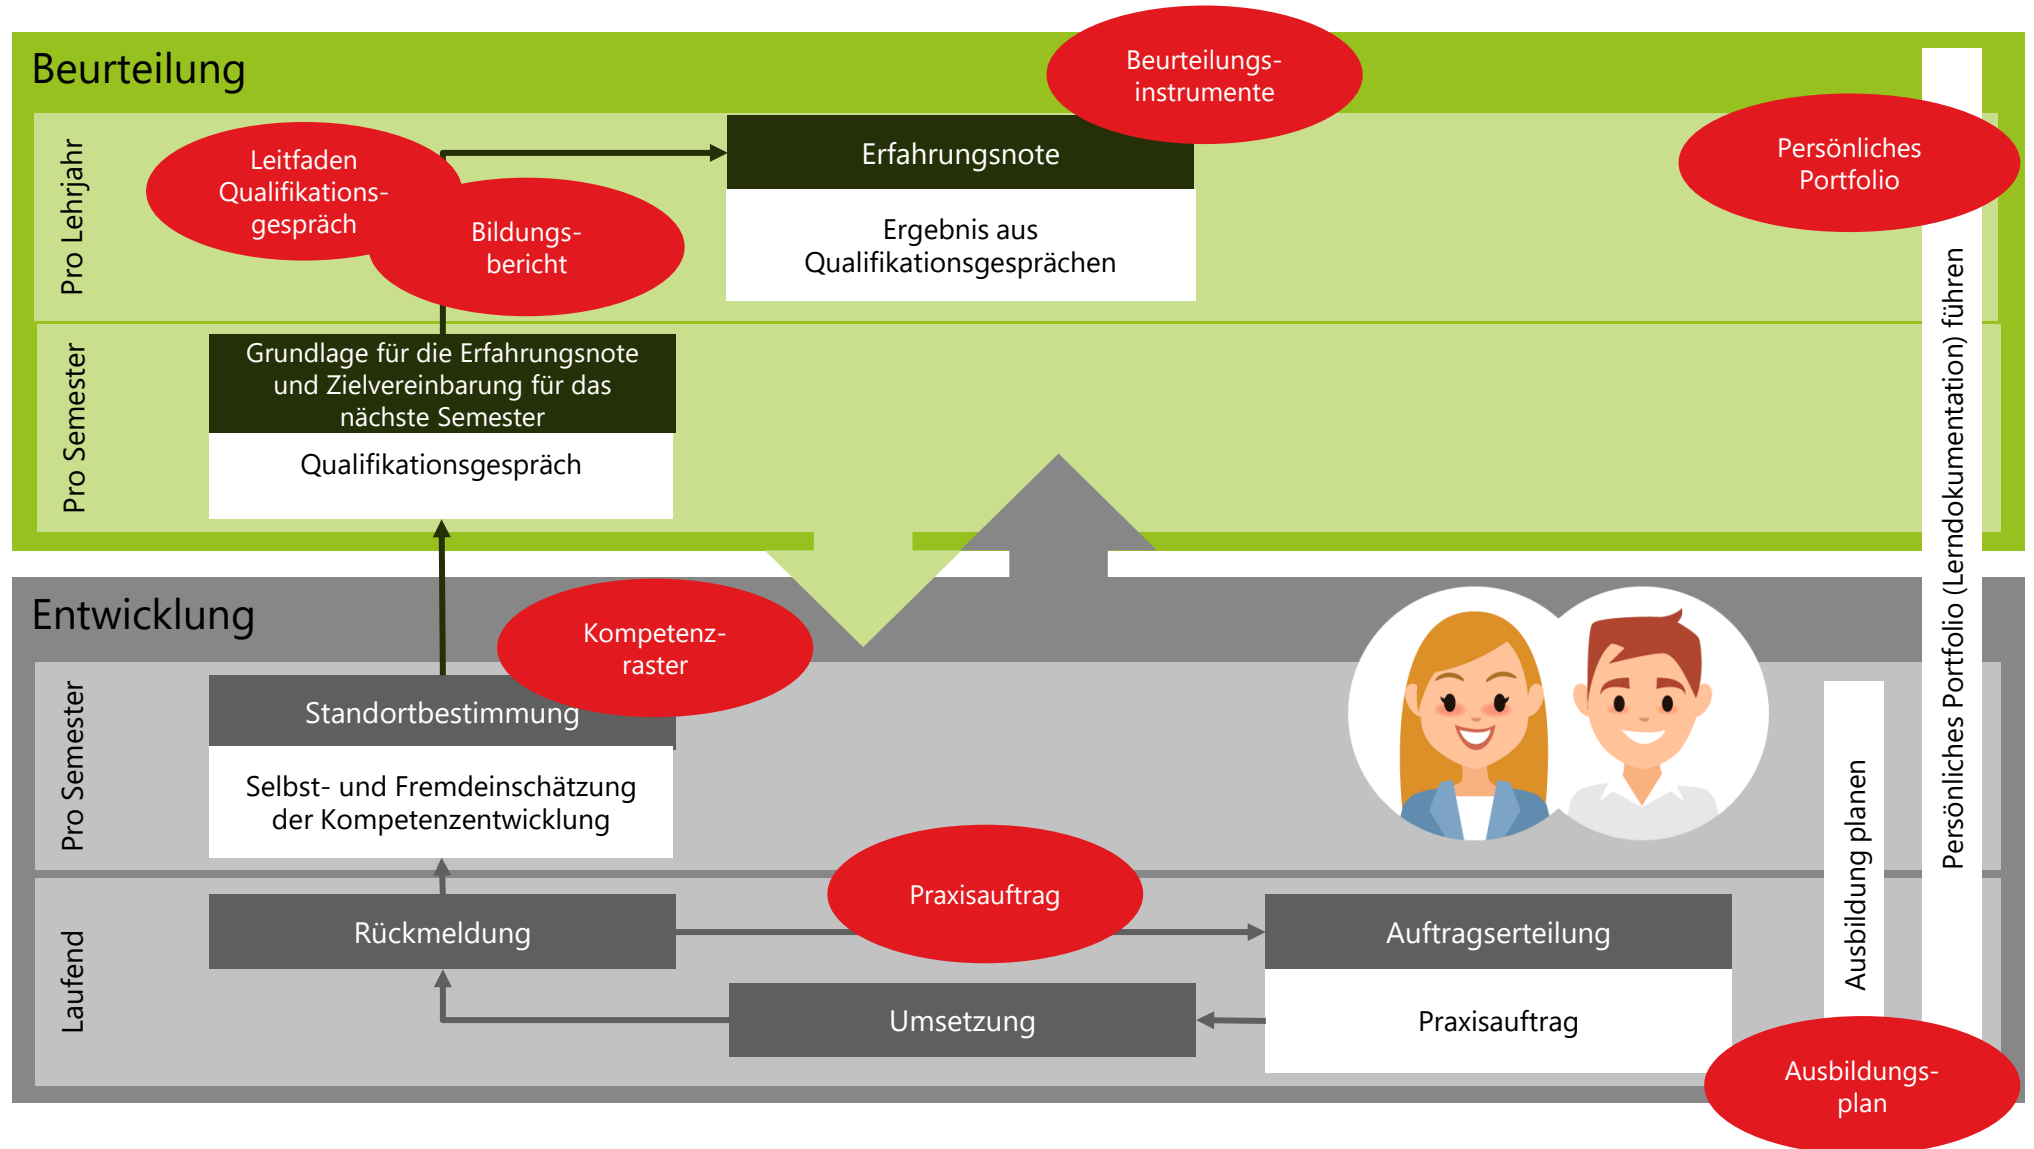 Beurteilung
Beurteilungs-
instrumente
Pro Lehrjahr
Leitfaden
Qualifikations-
gespräch
Bildungs-
bericht
Erfahrungsnote
Ergebnis aus
Qualifikationsgesprächen
Persönliches
Portfolio
Pro Semester
Grundlage für die Erfahrungsnote
und Zielvereinbarung für das
nächste Semester
Qualifikationsgespräch
Persönliches Portfolio (Lerndokumentation) führen
Entwicklung
Kompetenz-
raster
Pro Semester
Standortbestimmung
Selbst- und Fremdeinschätzung
der Kompetenzentwicklung
Ausbildung planen
Laufend
Rückmeldung
Praxisauftrag
Auftragserteilung
Umsetzung
Praxisauftrag
Ausbildungs-
plan